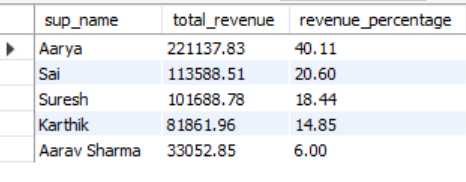 sup_name total_revenue revenue_percentage
Aarya 221137.83 40.11
Sai 113588.51 20.60
Suresh 101688.78 18.44
Karthik 81861.96 14.85
Aarav Sharma 33052.85 6.00